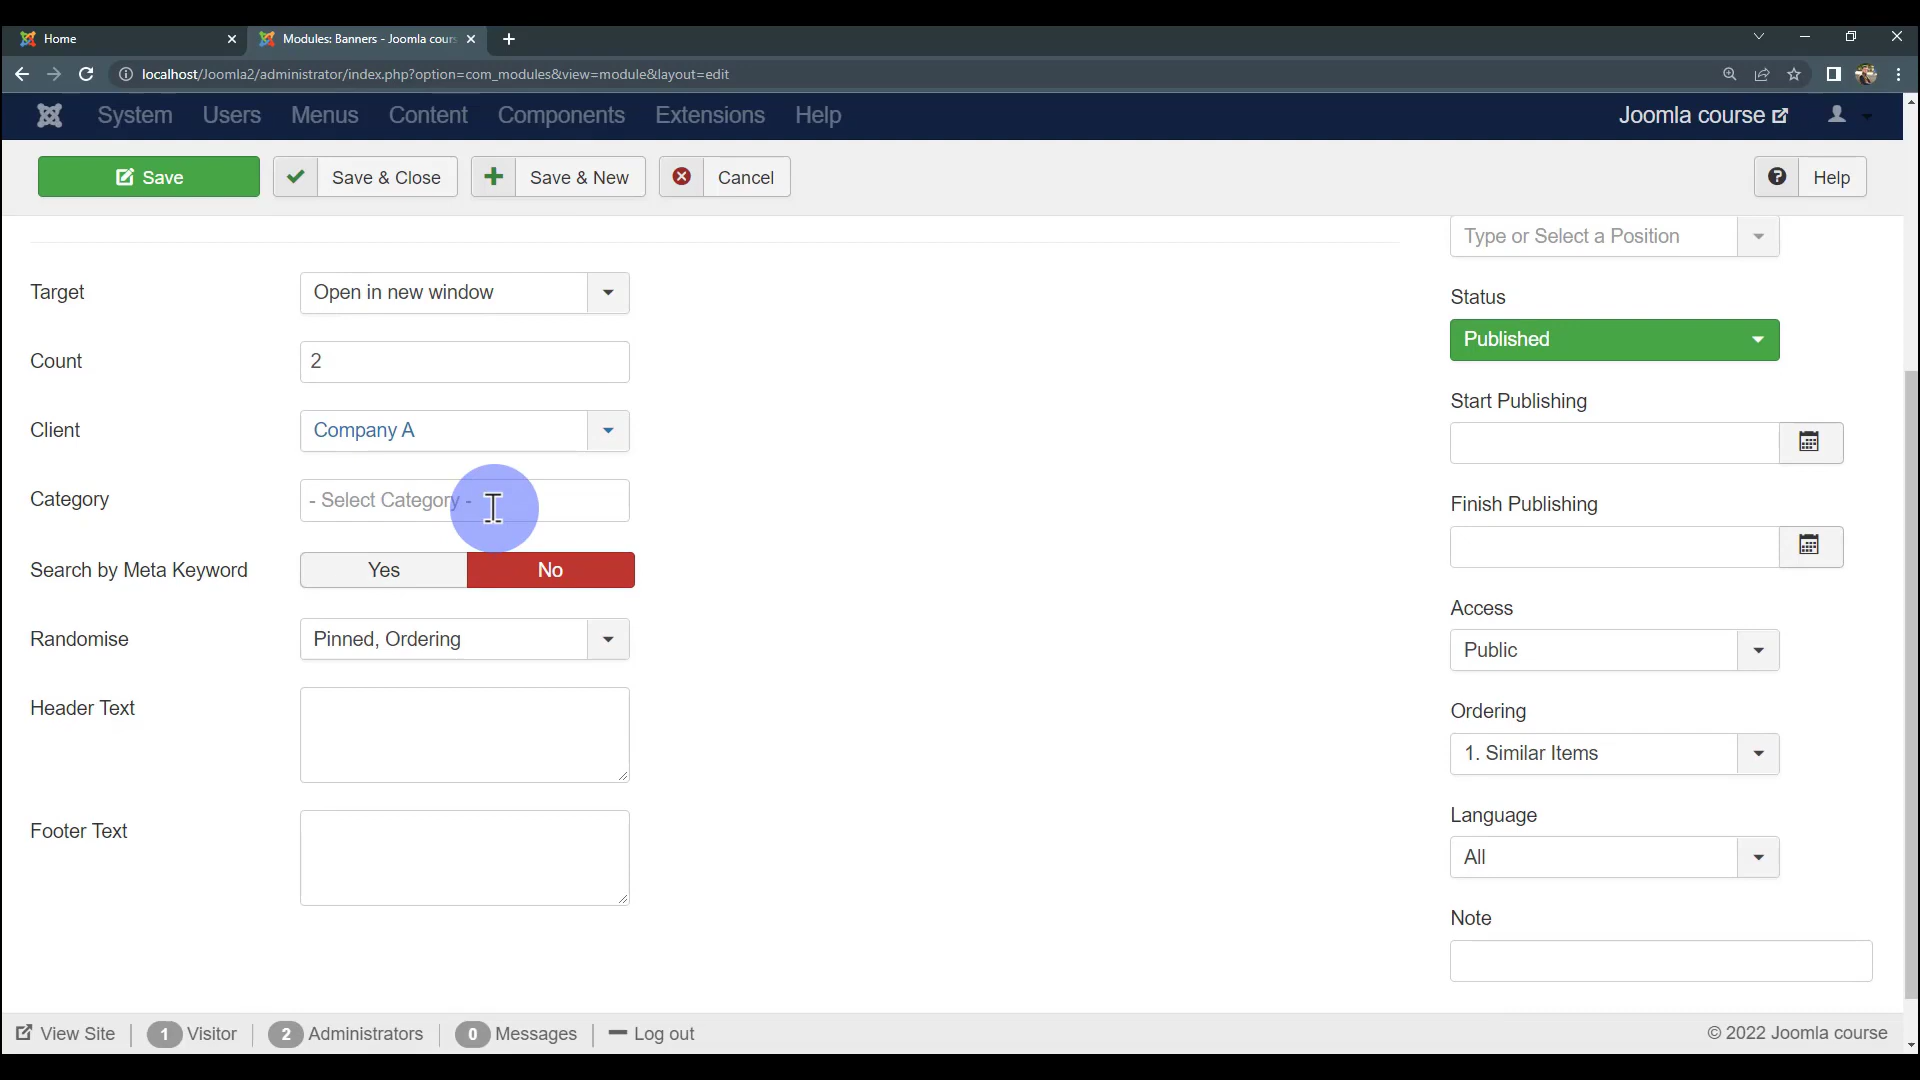 Home
Modules: Banners - Joomla cour
localhost/Joomla2/administrator/index.php?option=com_modules&view=module&layout=edit
System Users Menus Content Components Extensions Help
Joomla course
Save
Save & Close
Save & New
Cancel
Help
Type or Select a Position
Target
Open in new window
Status
Published
Count
2
Start Publishing
Client
Company A
Category
- Select Category -
Finish Publishing
Search by Meta Keyword
Yes No
Access
Public
Randomise
Pinned, Ordering
Header Text
Ordering
1. Similar Items
Footer Text
Language
All
Note
View Site 1 Visitor 2 Administrators 0 Messages Log out
© 2022 Joomla course